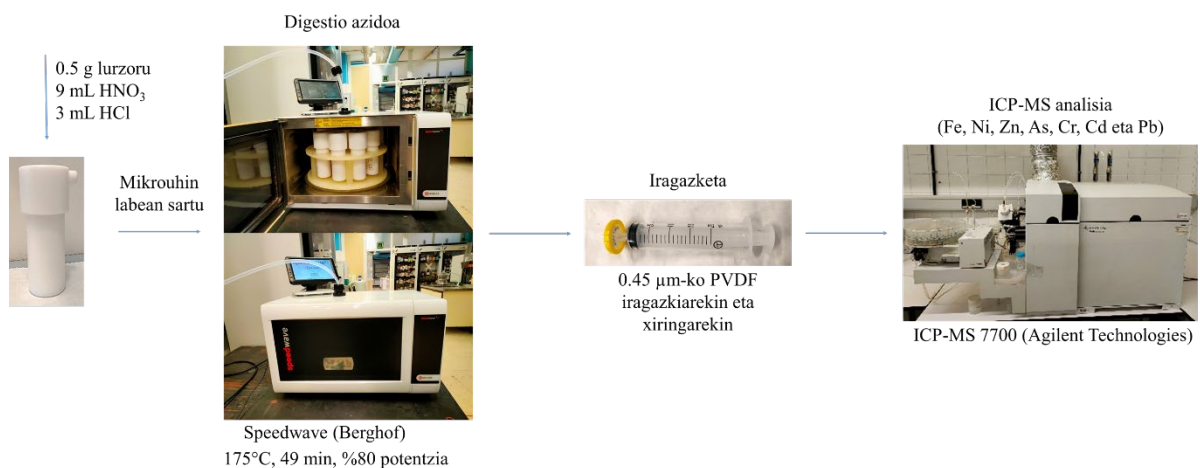 Digestio azidoa
0.5 g lurzoru
9 mL HNO₃
3 mL HCl
Mikrouhin
labean sartu
speedwave
Speedwave (Berghof)
175°C, 49 min, %80 potentzia
Iragazketa
0.45 µm-ko PVDF
iragazkiarekin eta
xiringarekin
ICP-MS analisia
(Fe, Ni, Zn, As, Cr, Cd eta Pb)
ICP-MS 7700 (Agilent Technologies)